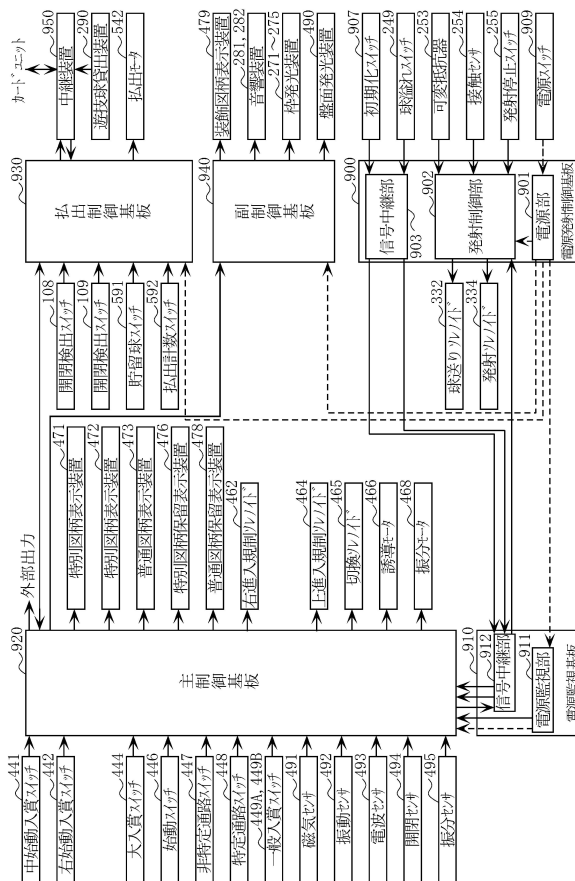 441
中始動入賞スイッチ
442
右始動入賞スイッチ
444
大入賞スイッチ
446
始動スイッチ
447
非特定通路スイッチ
448
特定通路スイッチ
449A, 449B
一般入賞スイッチ
491
磁気センサ
492
振動センサ
493
電波センサ
494
開閉センサ
495
振分センサ
920
主制御基板
外部出力
910
912
信号中継部
911
電源監視部
電源監視基板
471
特別図柄表示装置
472
特別図柄表示装置
473
普通図柄表示装置
476
特別図柄保留表示装置
478
普通図柄保留表示装置
462
右進入規制ソレノイド
464
上進入規制ソレノイド
465
切換ソレノイド
466
誘導モータ
468
振分モータ
108
開閉検出スイッチ
109
開閉検出スイッチ
591
貯留球スイッチ
592
払出計数スイッチ
332
球送りソレノイド
334
発射ソレノイド
930
払出制御基板
940
副制御基板
900
903
信号中継部
902
発射制御部
901
電源部
電源発射制御基板
カードユニット
950
中継装置
290
遊技球貸出装置
542
払出モータ
479
装飾図柄表示装置
281, 282
音響装置
271～275
枠発光装置
490
盤面発光装置
907
初期化スイッチ
249
球溢れスイッチ
253
可変抵抗器
254
接触センサ
255
発射停止スイッチ
909
電源スイッチ